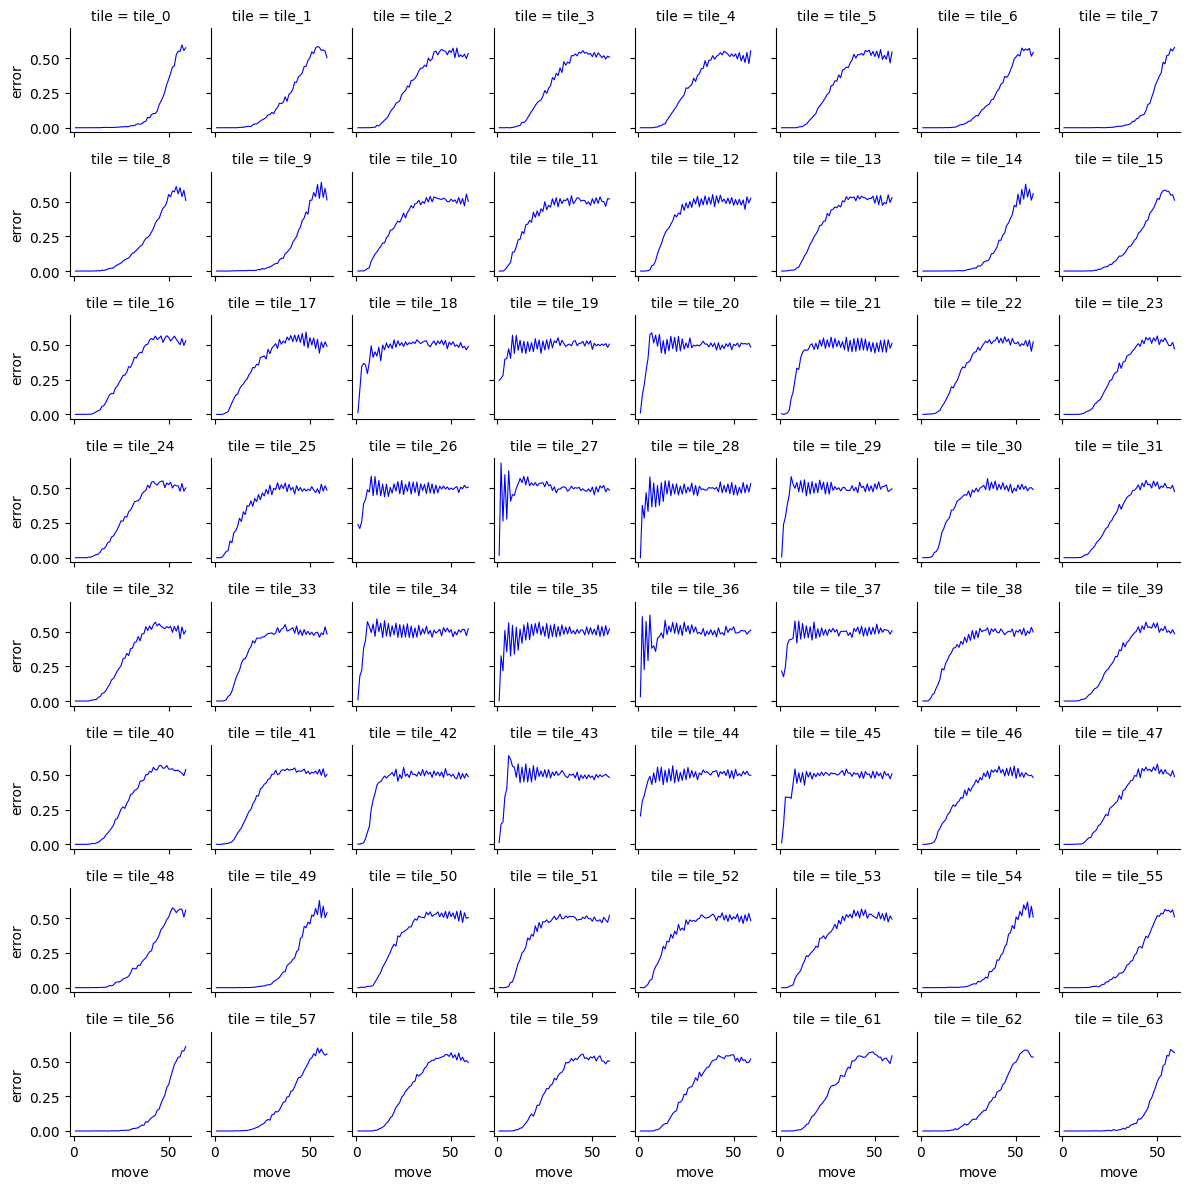 tile = tile_0 tile = tile_1 tile = tile_2 tile = tile_3 tile = tile_4 tile = tile_5 tile = tile_6 tile = tile_7
error
0.50
0.25
0.00
tile = tile_8 tile = tile_9 tile = tile_10 tile = tile_11 tile = tile_12 tile = tile_13 tile = tile_14 tile = tile_15
error
0.50
0.25
0.00
tile = tile_16 tile = tile_17 tile = tile_18 tile = tile_19 tile = tile_20 tile = tile_21 tile = tile_22 tile = tile_23
error
0.50
0.25
0.00
tile = tile_24 tile = tile_25 tile = tile_26 tile = tile_27 tile = tile_28 tile = tile_29 tile = tile_30 tile = tile_31
error
0.50
0.25
0.00
tile = tile_32 tile = tile_33 tile = tile_34 tile = tile_35 tile = tile_36 tile = tile_37 tile = tile_38 tile = tile_39
error
0.50
0.25
0.00
tile = tile_40 tile = tile_41 tile = tile_42 tile = tile_43 tile = tile_44 tile = tile_45 tile = tile_46 tile = tile_47
error
0.50
0.25
0.00
tile = tile_48 tile = tile_49 tile = tile_50 tile = tile_51 tile = tile_52 tile = tile_53 tile = tile_54 tile = tile_55
error
0.50
0.25
0.00
tile = tile_56 tile = tile_57 tile = tile_58 tile = tile_59 tile = tile_60 tile = tile_61 tile = tile_62 tile = tile_63
error
0.50
0.25
0.00
0 50 0 50 0 50 0 50 0 50 0 50 0 50 0 50
move move move move move move move move